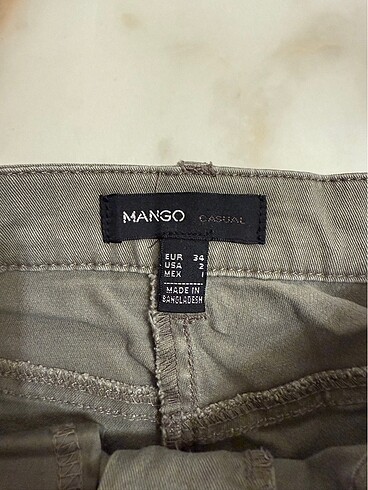 MANGO CASUAL
EUR 34
USA 2
MEX 1
MADE IN
BANGLADESH